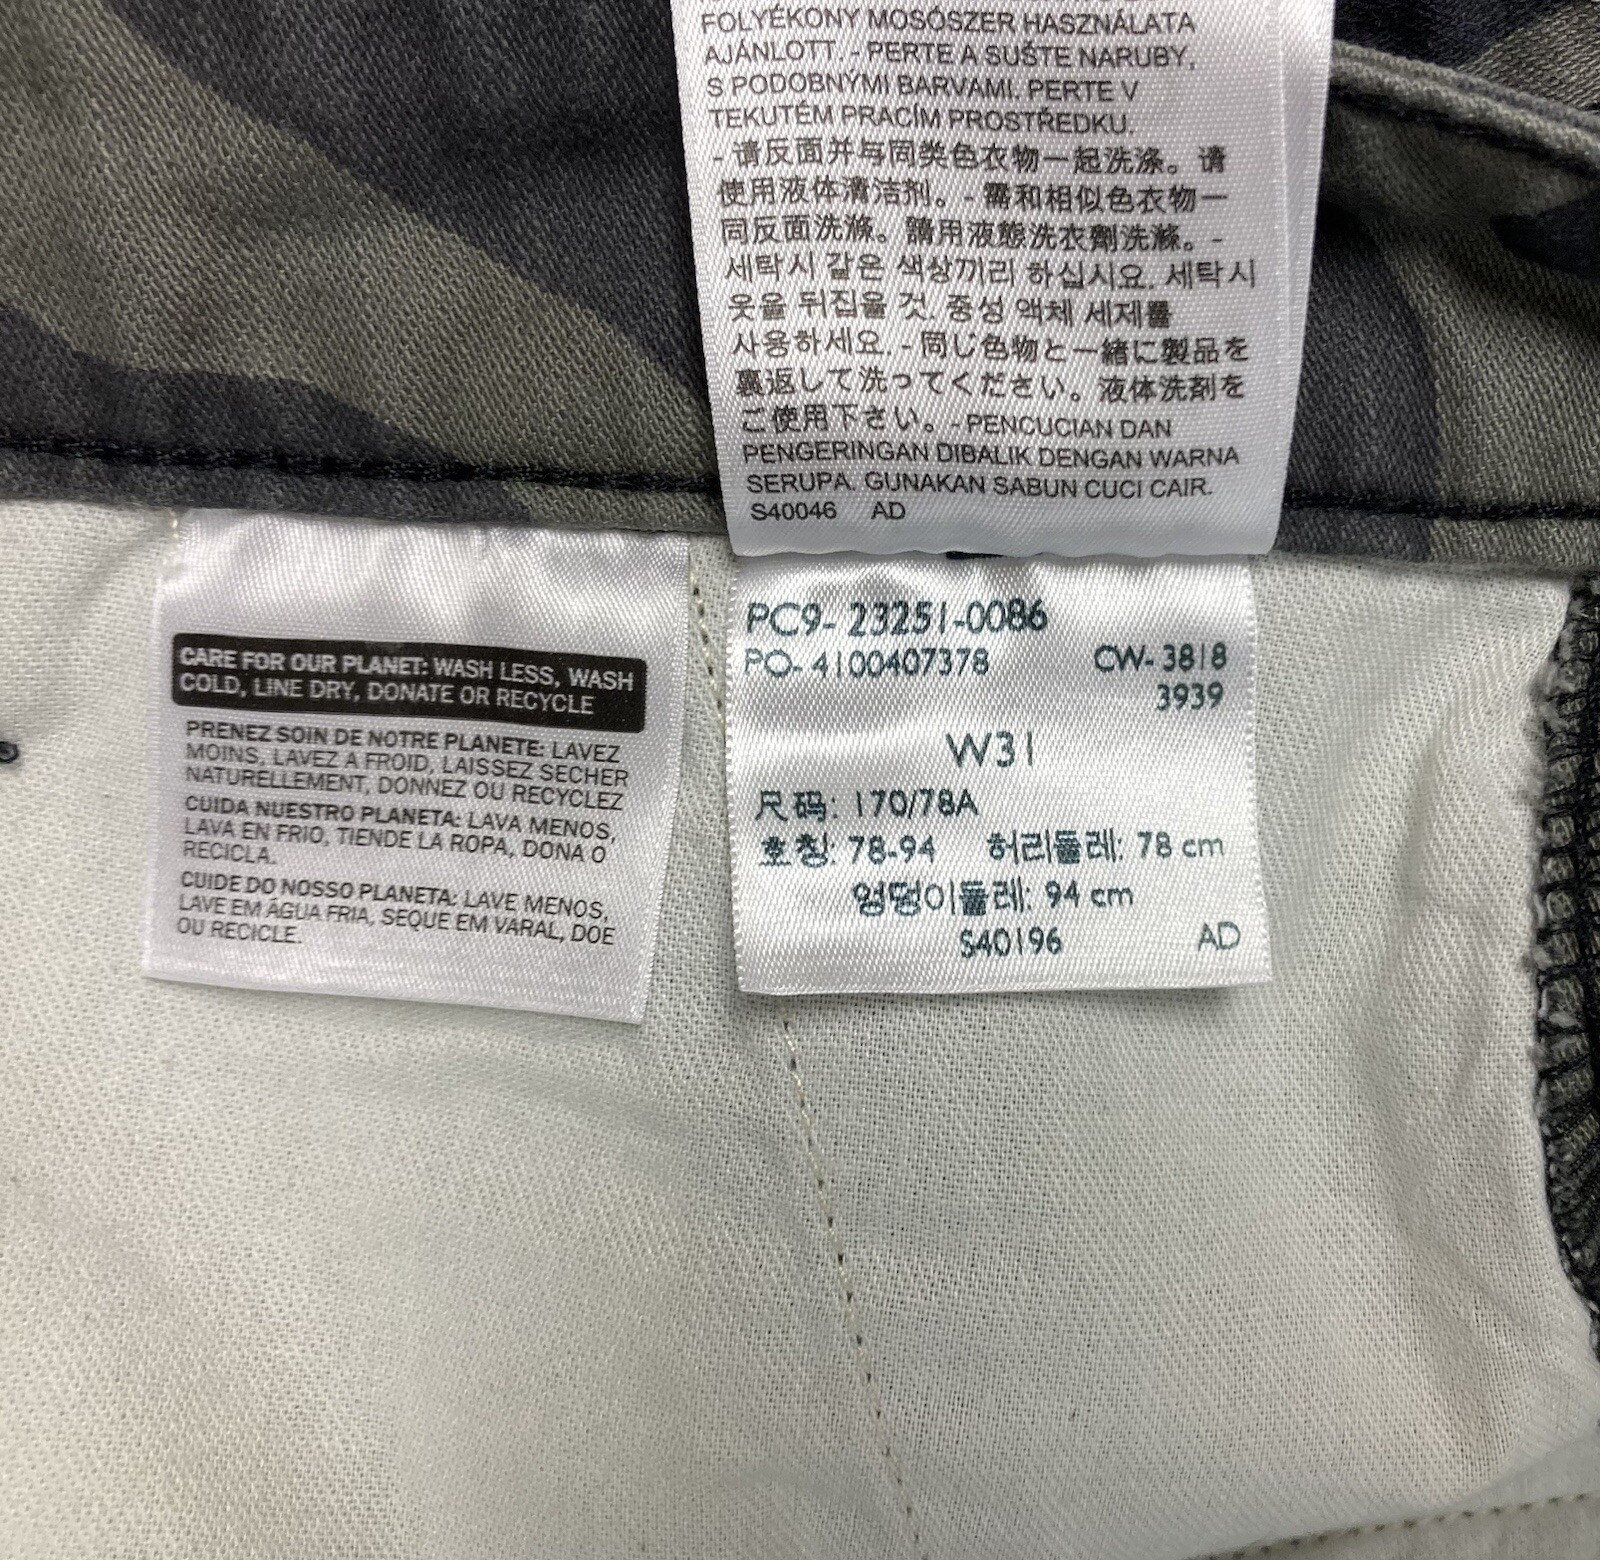 FOLYÉKONY MOSÓSZER HASZNÁLATA
AJÁNLOTT. - PERTE A SUŠTE NARUBY,
S PODOBNÝMI BARVAMI. PERTE V
TEKUTÉM PRACÍM PROSTŘEDKU.
- 请反面并与同类色衣物一起洗涤。请
使用液体清洁剂。- 需和相似色衣物一
同反面洗滌。請用液態洗衣劑洗滌。-
세탁시 같은 색상끼리 하십시요. 세탁시
옷을 뒤집을 것. 중성 액체 세제를
사용하세요. - 同じ色物と一緒に製品を
裏返して洗ってください。液体洗剤を
ご使用下さい。- PENCUCIAN DAN
PENGERINGAN DIBALIK DENGAN WARNA
SERUPA. GUNAKAN SABUN CUCI CAIR.
S40046 AD
CARE FOR OUR PLANET: WASH LESS, WASH
COLD, LINE DRY, DONATE OR RECYCLE
PRENEZ SOIN DE NOTRE PLANETE: LAVEZ
MOINS, LAVEZ A FROID, LAISSEZ SECHER
NATURELLEMENT, DONNEZ OU RECYCLEZ
CUIDA NUESTRO PLANETA: LAVA MENOS,
LAVA EN FRIO, TIENDE LA ROPA, DONA O
RECICLA.
CUIDE DO NOSSO PLANETA: LAVE MENOS,
LAVE EM ÁGUA FRIA, SEQUE EM VARAL, DOE
OU RECICLE.
PC9- 23251-0086
PO- 4100407378 CW- 3818
3939
W31
尺码: 170/78A
호칭: 78-94 허리둘레: 78 cm
엉덩이둘레: 94 cm
S40196 AD